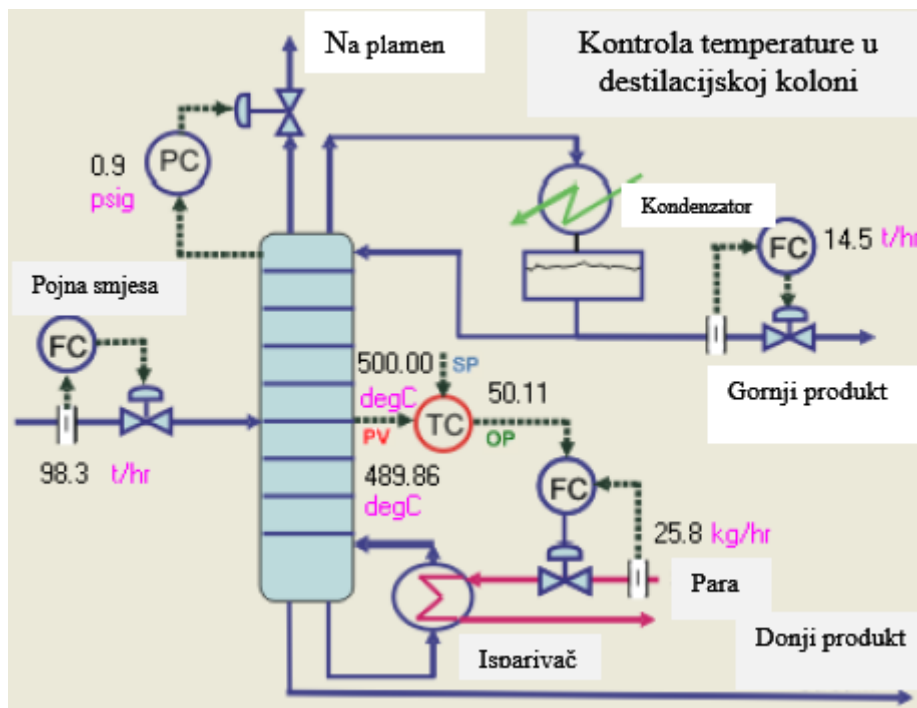 Na plamen
Kontrola temperature u
destilacijskoj koloni
PC
0.9
psig
Kondenzator
FC
14.5 t/hr
Pojna smjesa
FC
500.00
degC
SP
50.11
TC
PV
OP
Gornji produkt
98.3 t/hr
489.86
degC
FC
25.8 kg/hr
Para
Isparivač
Donji produkt